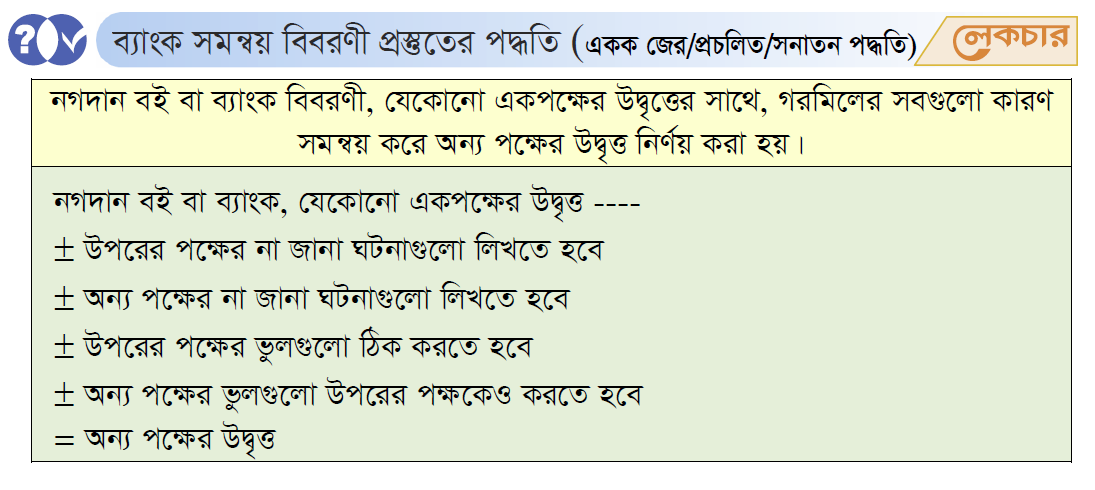 ব্যাংক সমন্বয় বিবরণী প্রস্তুতের পদ্ধতি (একক জের/প্রচলিত/সনাতন পদ্ধতি)
লেকচার
নগদান বই বা ব্যাংক বিবরণী, যেকোনো একপক্ষের উদ্বৃত্তের সাথে, গরমিলের সবগুলো কারণ
সমন্বয় করে অন্য পক্ষের উদ্বৃত্ত নির্ণয় করা হয়।
নগদান বই বা ব্যাংক, যেকোনো একপক্ষের উদ্বৃত্ত ----
± উপরের পক্ষের না জানা ঘটনাগুলো লিখতে হবে
± অন্য পক্ষের না জানা ঘটনাগুলো লিখতে হবে
± উপরের পক্ষের ভুলগুলো ঠিক করতে হবে
± অন্য পক্ষের ভুলগুলো উপরের পক্ষকেও করতে হবে
= অন্য পক্ষের উদ্বৃত্ত